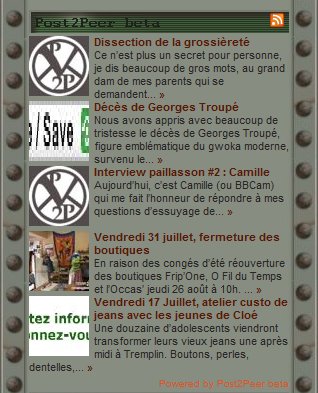 Post2Peer beta
Dissection de la grossièreté
Ce n'est plus un secret pour personne,
je dis beaucoup de gros mots, au grand
dam de mes parents qui se
demandent... »
Décès de Georges Troupé
Nous avons appris avec beaucoup de
tristesse le décès de Georges Troupé,
figure emblématique du gwoka moderne,
survenu le... »
Interview paillasson #2 : Camille
Aujourd'hui, c'est Camille (ou BBCam)
qui me fait l'honneur de répondre à mes
questions d'essuyage de... »
Vendredi 31 juillet, fermeture des
boutiques
En raison des congés d'été réouverture
des boutiques Frip'One, O Fil du Temps
et l'Occas' jeudi 26 août à 10h. ... »
Vendredi 17 Juillet, atelier custo de
jeans avec les jeunes de Cloé
Une douzaine d'adolescents viendront
transformer leurs vieux jeans une après
midi à Tremplin. Boutons, perles,
dentelles,... »
P2P
e / Save
P2P
tez infor
onnez-vou
Powered by Post2Peer beta